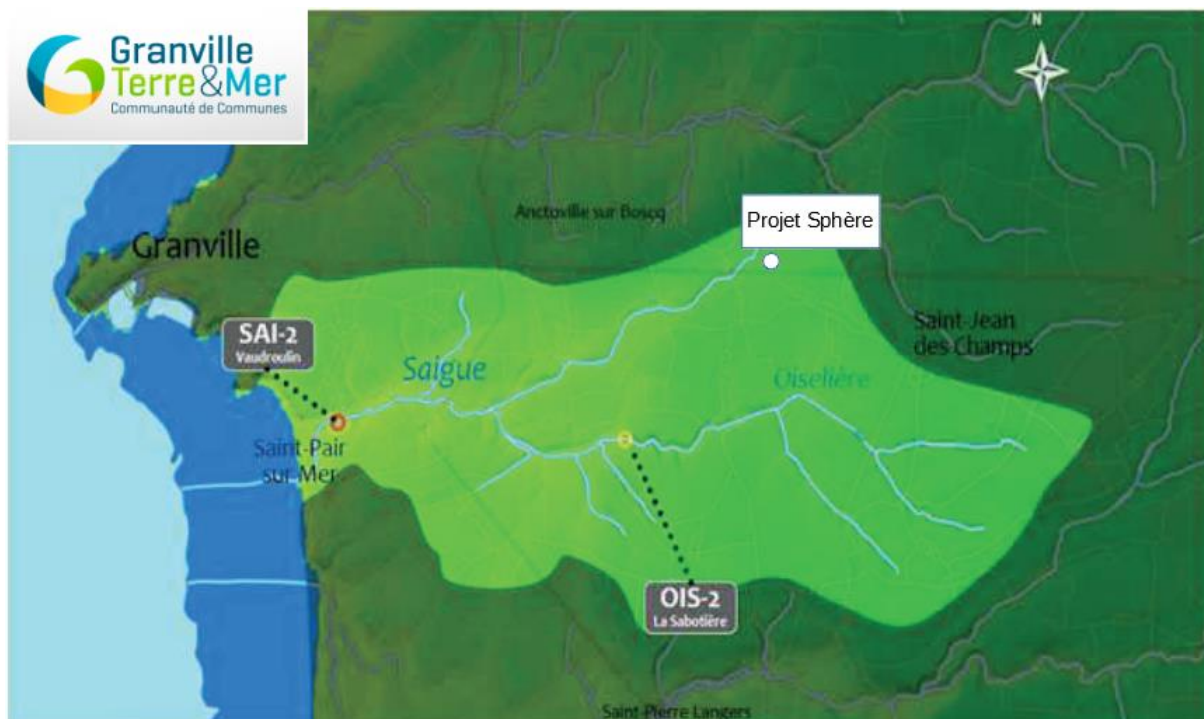 Granville
Terre&Mer
Communauté de Communes
N
Anctoville sur Boscq
Projet Sphère
Granville
SAI-2
Vaudroulin
Saint-Jean
des Champs
Saigue
Oiselière
Saint-Pair
sur Mer
OIS-2
La Sabotière
Saint-Pierre Langers